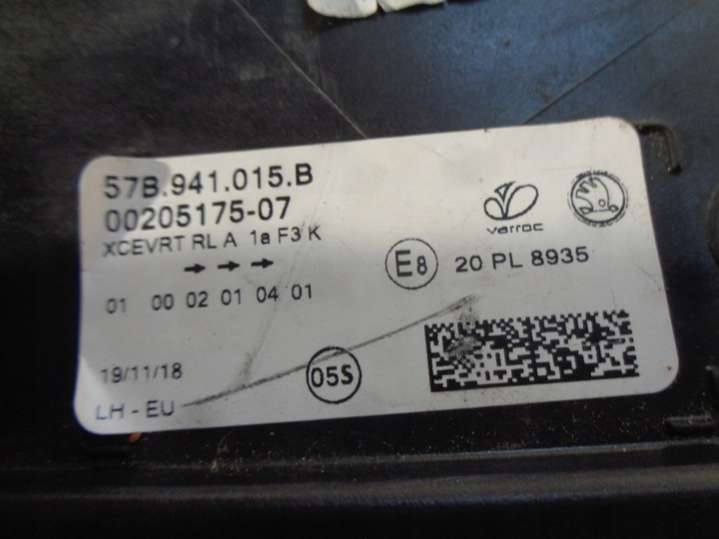 57B.941.015.B
00205175-07
XCEVRT RL A 1a F3 K
→ → →
01 00 02 01 04 01
varroc
E8 20 PL 8935
19/11/18
05S
LH - EU